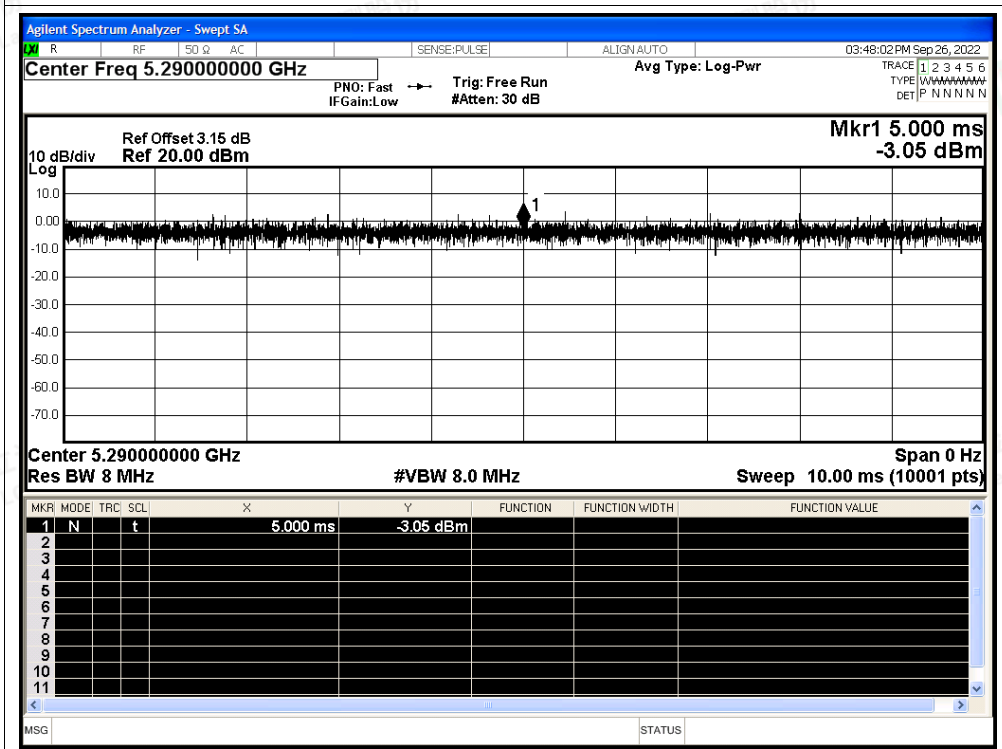 Agilent Spectrum Analyzer - Swept SA
LXI R RF 50 Ω AC SENSE:PULSE ALIGN AUTO 03:48:02 PM Sep 26, 2022
Center Freq 5.290000000 GHz
PNO: Fast
IFGain:Low
Trig: Free Run
#Atten: 30 dB
Avg Type: Log-Pwr
TRACE 1 2 3 4 5 6
TYPE WWWWWW
DET P N N N N N
Ref Offset 3.15 dB
10 dB/div Ref 20.00 dBm
Log
Mkr1 5.000 ms
-3.05 dBm
10.0
0.00
-10.0
-20.0
-30.0
-40.0
-50.0
-60.0
-70.0
1
Center 5.290000000 GHz Span 0 Hz
Res BW 8 MHz #VBW 8.0 MHz Sweep 10.00 ms (10001 pts)
MKR MODE TRC SCL X Y FUNCTION FUNCTION WIDTH FUNCTION VALUE
1 N t 5.000 ms -3.05 dBm
2
3
4
5
6
7
8
9
10
11
MSG STATUS